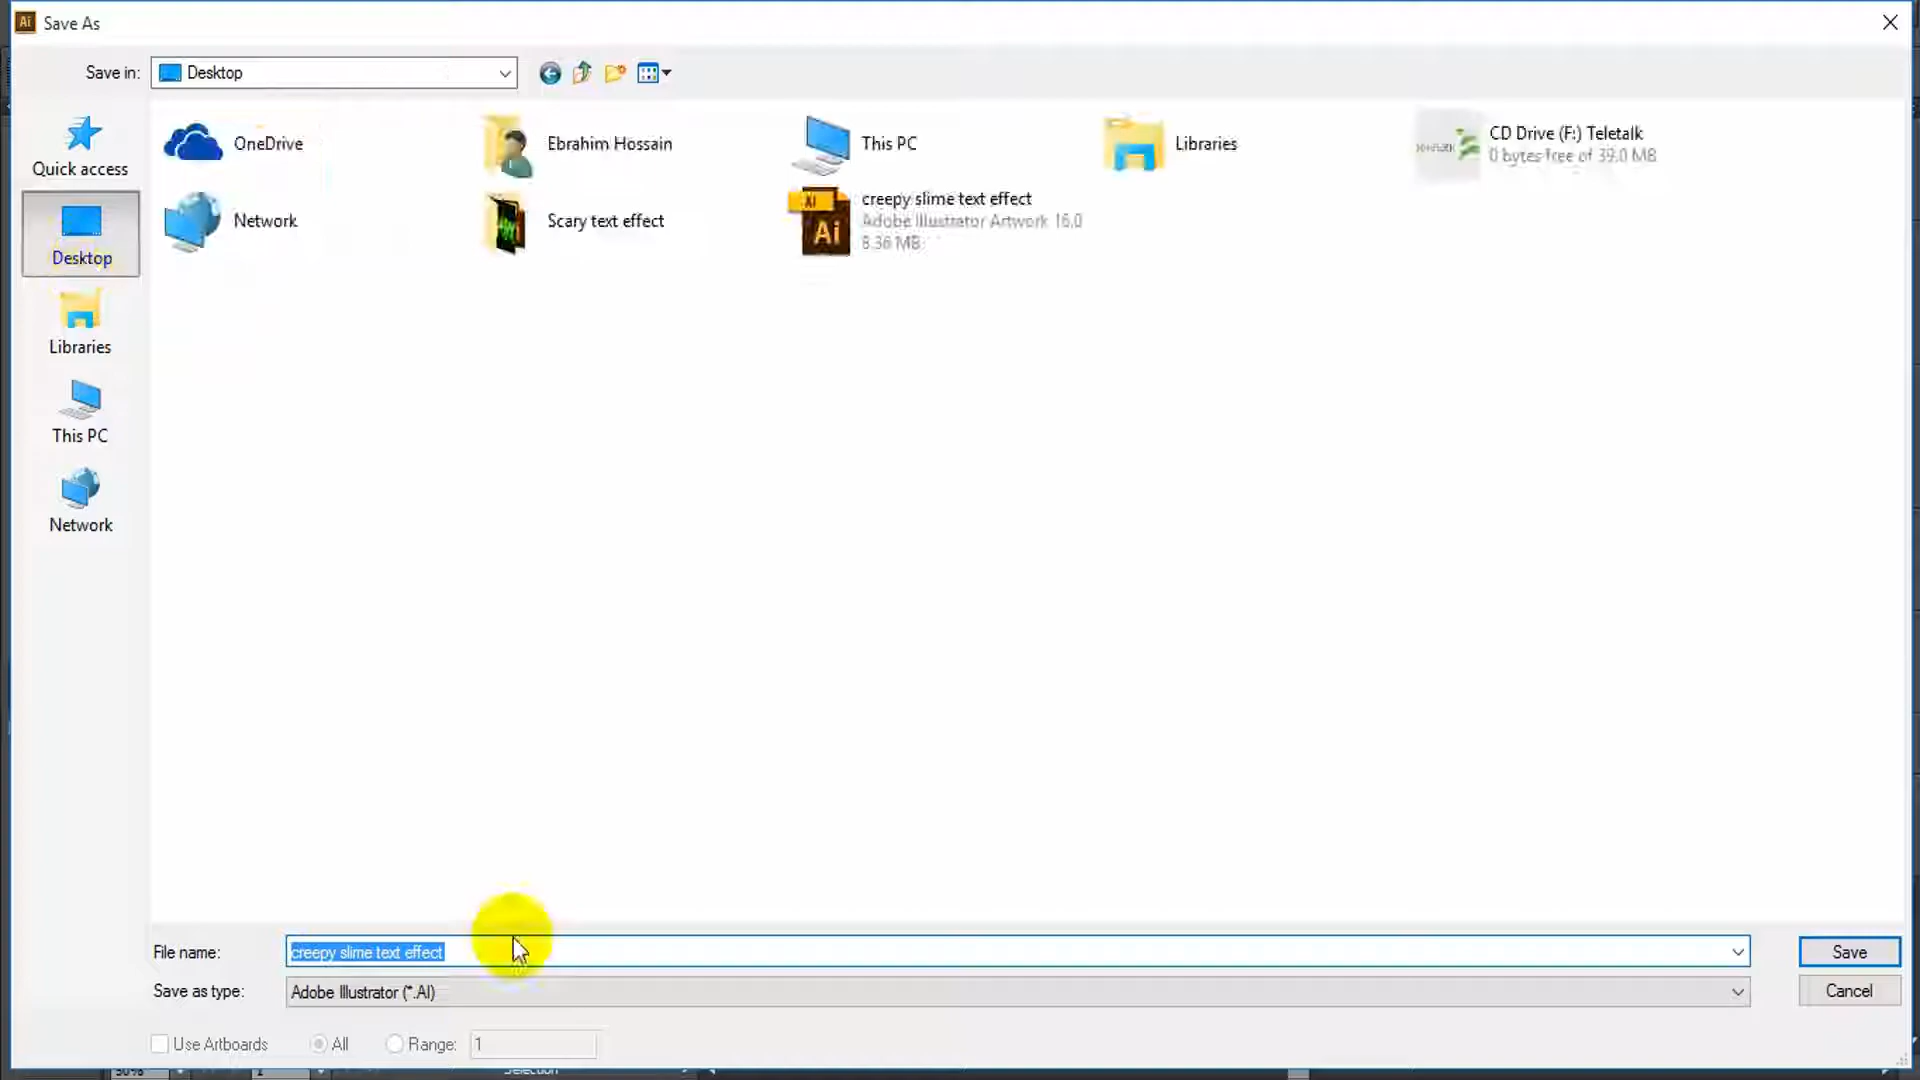 Ai Save As
Save in: Desktop
Quick access
Desktop
Libraries
This PC
Network
OneDrive
Ebrahim Hossain
This PC
Libraries
CD Drive (F:) Teletalk
0 bytes free of 39.0 MB
Network
Scary text effect
Ai
creepy slime text effect
Adobe Illustrator Artwork 16.0
8.36 MB
File name: creepy slime text effect
Save
Save as type: Adobe Illustrator (*.AI)
Cancel
Use Artboards All Range: 1
Selection